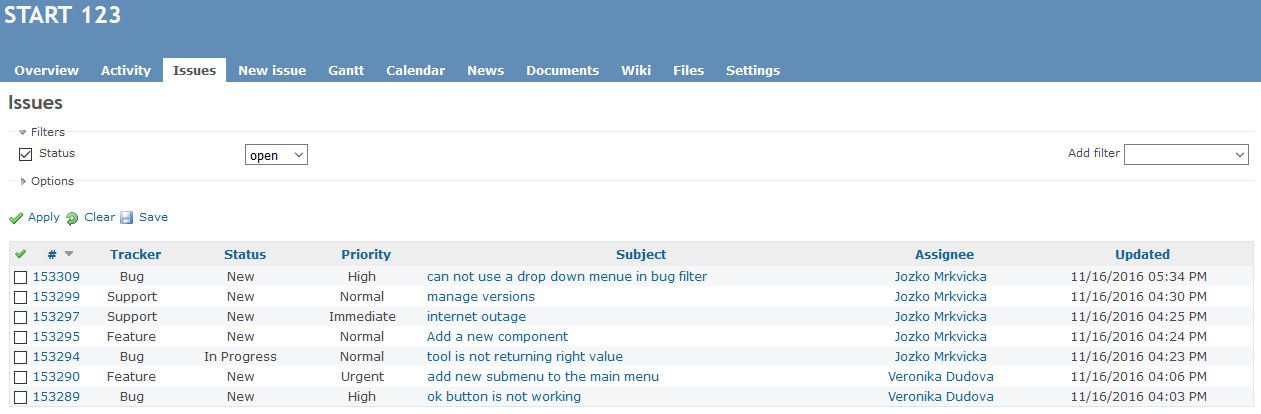 START 123
Overview Activity Issues New issue Gantt Calendar News Documents Wiki Files Settings
Issues
Filters
Status open Add filter
Options
Apply Clear Save
# Tracker Status Priority Subject Assignee Updated
153309 Bug New High can not use a drop down menue in bug filter Jozko Mrkvicka 11/16/2016 05:34 PM
153299 Support New Normal manage versions Jozko Mrkvicka 11/16/2016 04:30 PM
153297 Support New Immediate internet outage Jozko Mrkvicka 11/16/2016 04:25 PM
153295 Feature New Normal Add a new component Jozko Mrkvicka 11/16/2016 04:24 PM
153294 Bug In Progress Normal tool is not returning right value Jozko Mrkvicka 11/16/2016 04:23 PM
153290 Feature New Urgent add new submenu to the main menu Veronika Dudova 11/16/2016 04:06 PM
153289 Bug New High ok button is not working Veronika Dudova 11/16/2016 04:03 PM